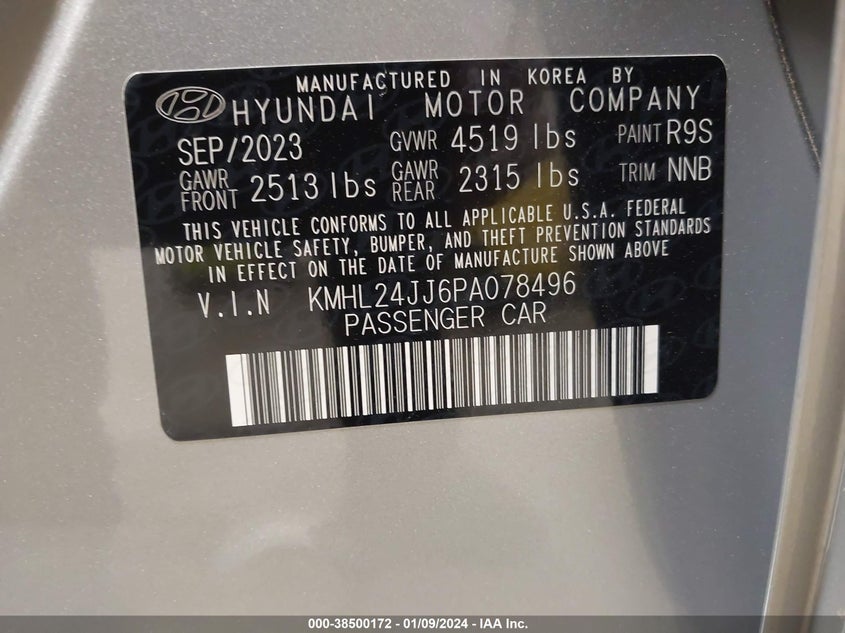 MANUFACTURED IN KOREA BY
HYUNDAI MOTOR COMPANY
SEP/2023 GVWR 4519 lbs PAINT R9S
GAWR FRONT 2513 lbs GAWR REAR 2315 lbs TRIM NNB
THIS VEHICLE CONFORMS TO ALL APPLICABLE U.S.A. FEDERAL
MOTOR VEHICLE SAFETY, BUMPER, AND THEFT PREVENTION STANDARDS
IN EFFECT ON THE DATE OF MANUFACTURE SHOWN ABOVE
V.I.N KMHL24JJ6PA078496
PASSENGER CAR
000-38500172 — 01/09/2024 — IAA Inc.